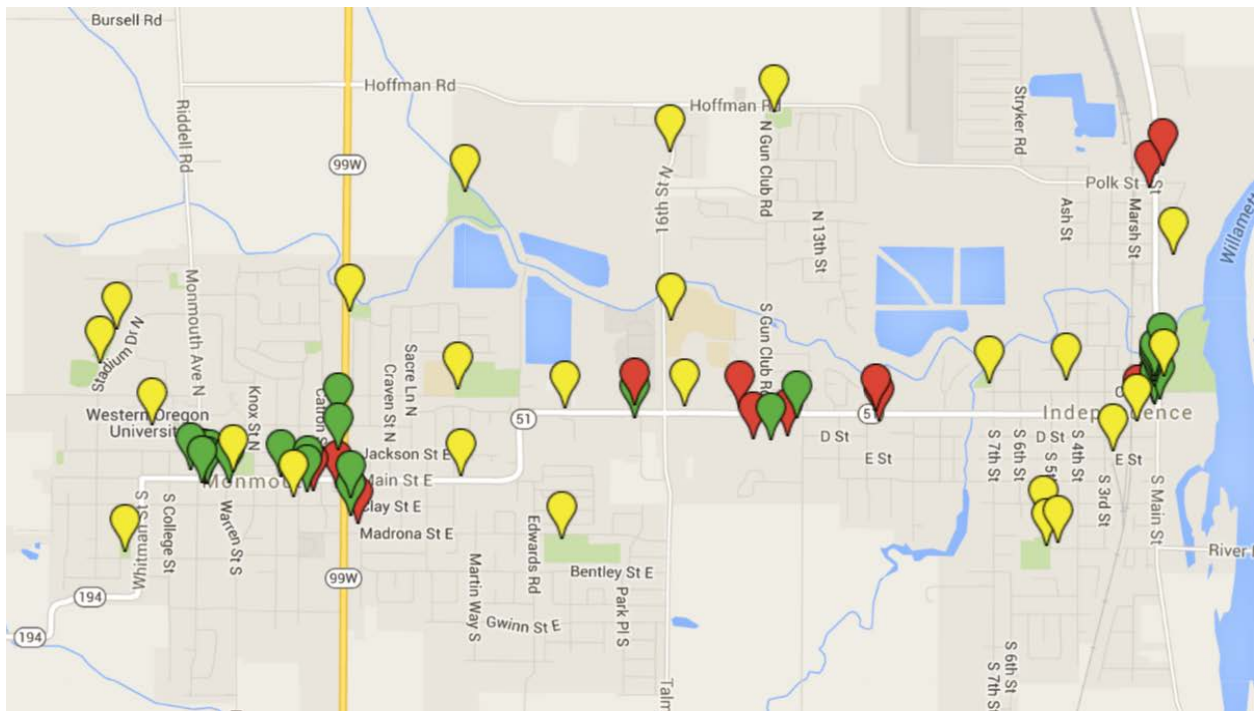 Bursell Rd
Hoffman Rd
Hoffman Rd
Riddell Rd
99W
Stryker Rd
N Gun Club Rd
16th St N
Polk St
Willamett
Ash St
Marsh St
N 13th St
Monmouth Ave N
Stadium Dr N
S Gun Club Rd
Sacre Ln N
Craven St N
Knox St N
Western Oregon
University
51
51
Independence
D St
D St
E St
E St
S 7th St
S 6th St
S 4th St
S 3rd St
S Main St
Jackson St E
Main St E
Clay St E
Madrona St E
S Whitman St
S College St
Warren St S
99W
194
194
Martin Way S
Edwards Rd
Bentley St E
Gwinn St E
Park Pl S
River
S 6th St
S 7th St
Talm